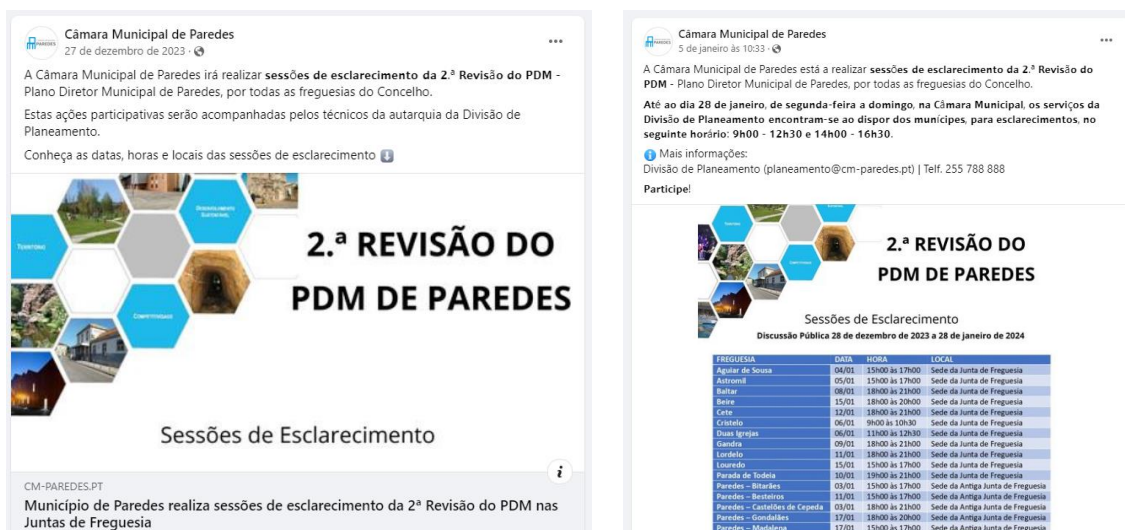 Câmara Municipal de Paredes
27 de dezembro de 2023 ·
A Câmara Municipal de Paredes irá realizar sessões de esclarecimento da 2.ª Revisão do PDM -
Plano Diretor Municipal de Paredes, por todas as freguesias do Concelho.
Estas ações participativas serão acompanhadas pelos técnicos da autarquia da Divisão de
Planeamento.
Conheça as datas, horas e locais das sessões de esclarecimento
TERRITÓRIO
DESENVOLVIMENTO
SUSTENTÁVEL
COMPETITIVIDADE
2.ª REVISÃO DO
PDM DE PAREDES
Sessões de Esclarecimento
CM-PAREDES.PT
Município de Paredes realiza sessões de esclarecimento da 2ª Revisão do PDM nas
Juntas de Freguesia
Câmara Municipal de Paredes
5 de janeiro às 10:33 ·
A Câmara Municipal de Paredes está a realizar sessões de esclarecimento da 2.ª Revisão do
PDM - Plano Diretor Municipal de Paredes, por todas as freguesias do Concelho.
Até ao dia 28 de janeiro, de segunda-feira a domingo, na Câmara Municipal, os serviços da
Divisão de Planeamento encontram-se ao dispor dos munícipes, para esclarecimentos, no
seguinte horário: 9h00 - 12h30 e 14h00 - 16h30.
Mais informações:
Divisão de Planeamento (planeamento@cm-paredes.pt) | Telf. 255 788 888
Participe!
2.ª REVISÃO DO
PDM DE PAREDES
Sessões de Esclarecimento
Discussão Pública 28 de dezembro de 2023 a 28 de janeiro de 2024
FREGUESIA DATA HORA LOCAL
Aguiar de Sousa 04/01 15h00 às 17h00 Sede da Junta de Freguesia
Astromil 05/01 15h00 às 17h00 Sede da Junta de Freguesia
Baltar 08/01 18h00 às 21h00 Sede da Junta de Freguesia
Beire 15/01 18h00 às 20h00 Sede da Junta de Freguesia
Cete 12/01 18h00 às 21h00 Sede da Junta de Freguesia
Cristelo 06/01 9h00 às 10h30 Sede da Junta de Freguesia
Duas Igrejas 06/01 11h00 às 12h30 Sede da Junta de Freguesia
Gandra 09/01 18h00 às 21h00 Sede da Junta de Freguesia
Lordelo 11/01 18h00 às 21h00 Sede da Junta de Freguesia
Louredo 15/01 15h00 às 17h00 Sede da Junta de Freguesia
Parada de Todeia 10/01 19h00 às 21h00 Sede da Junta de Freguesia
Paredes – Bitarães 03/01 15h00 às 17h00 Sede da Antiga Junta de Freguesia
Paredes – Besteiros 11/01 15h00 às 17h00 Sede da Antiga Junta de Freguesia
Paredes – Castelões de Cepeda 03/01 18h00 às 21h00 Sede da Antiga Junta de Freguesia
Paredes – Gondalães 17/01 18h00 às 20h00 Sede da Antiga Junta de Freguesia
Paredes – Madalena 17/01 15h00 às 17h00 Sede da Antiga Junta de Freguesia